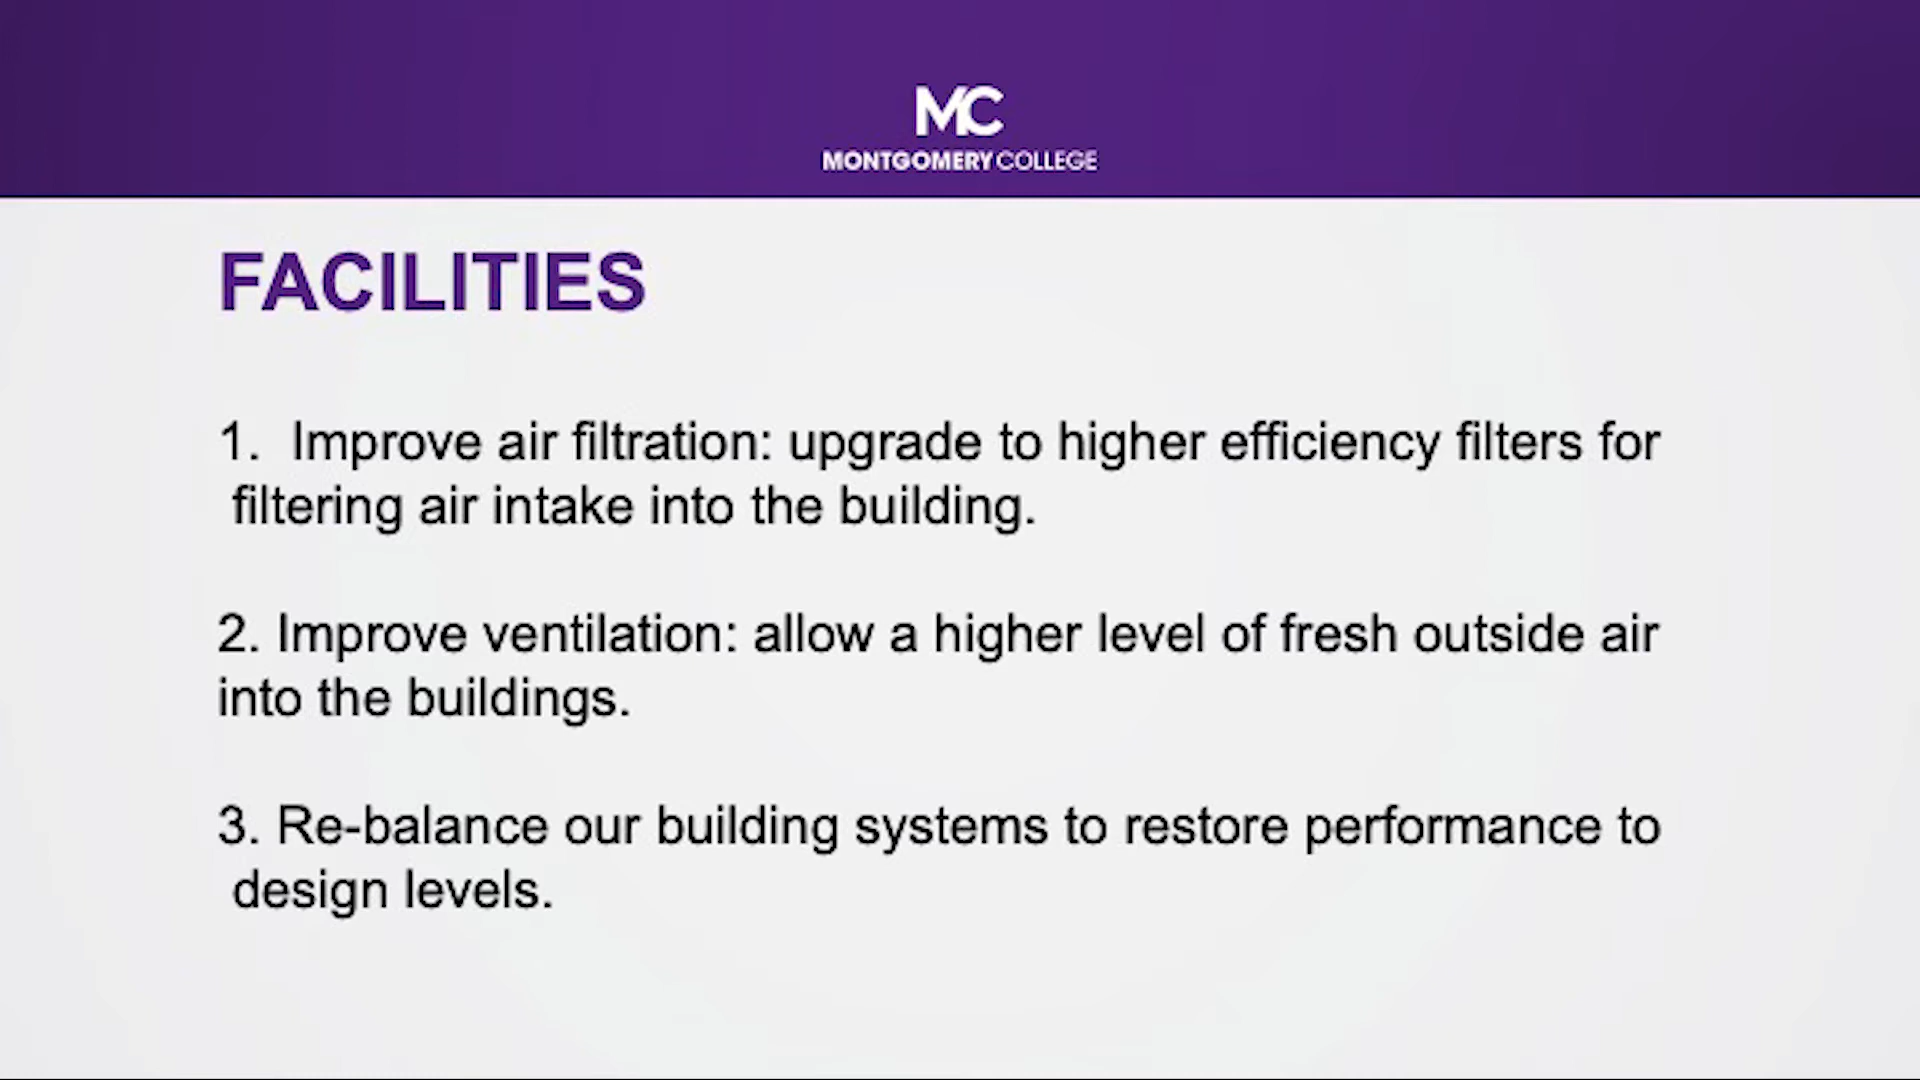 MC
MONTGOMERY COLLEGE
FACILITIES
1. Improve air filtration: upgrade to higher efficiency filters for
filtering air intake into the building.
2. Improve ventilation: allow a higher level of fresh outside air
into the buildings.
3. Re-balance our building systems to restore performance to
design levels.